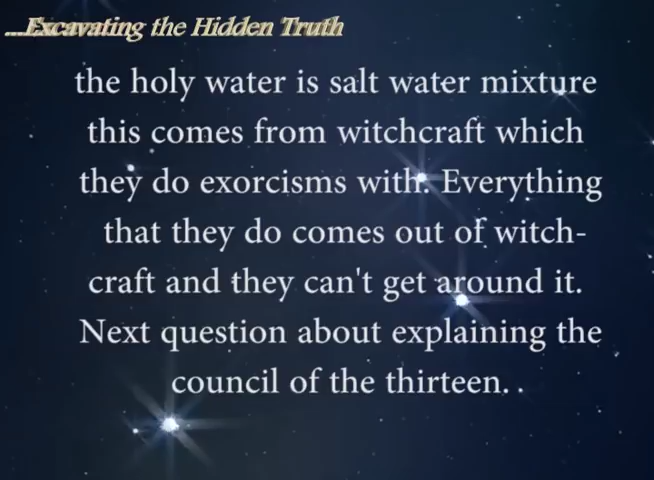 ...Excavating the Hidden Truth
the holy water is salt water mixture
this comes from witchcraft which
they do exorcisms with. Everything
that they do comes out of witch-
craft and they can't get around it.
Next question about explaining the
council of the thirteen. .